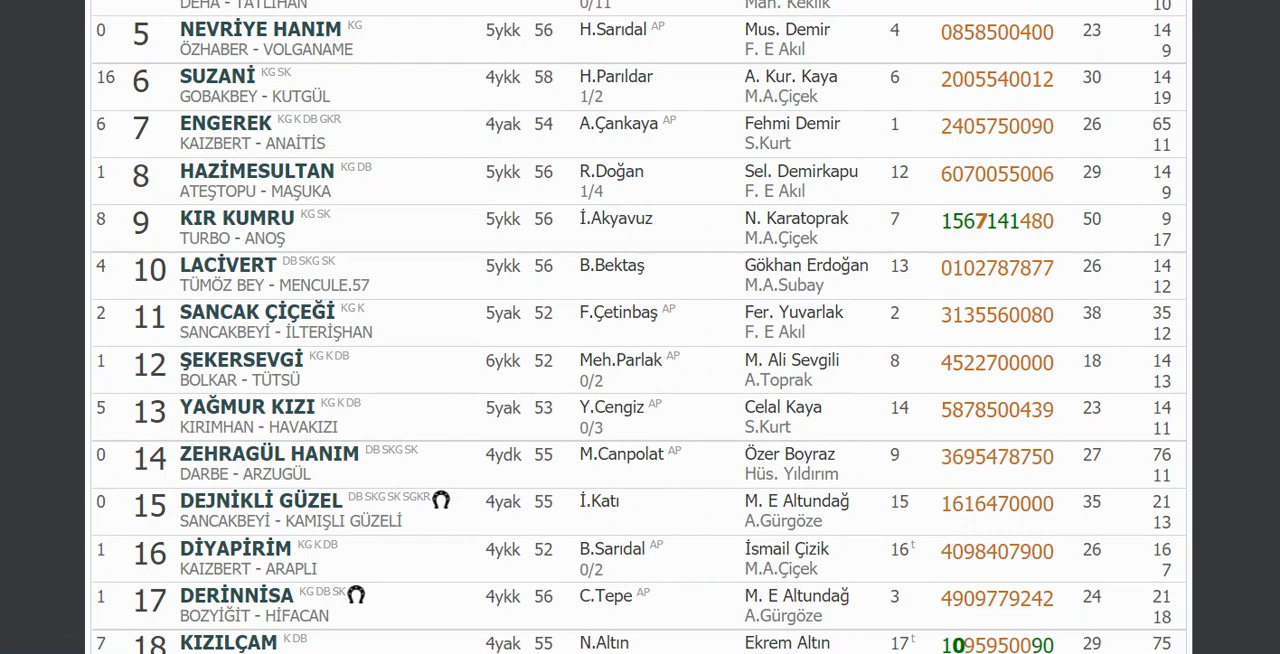 DEHA - TATLIHAN 0/11 Mah. Keklik 10
0 5 NEVRİYE HANIM KG 5ykk 56 H.Sarıdal AP Mus. Demir 4 0858500400 23 14
ÖZHABER - VOLGANAME F. E Akıl 9
16 6 SUZANİ KG SK 4ykk 58 H.Parıldar A. Kur. Kaya 6 2005540012 30 14
GOBAKBEY - KUTGÜL 1/2 M.A.Çiçek 19
6 7 ENGEREK KG K DB GKR 4yak 54 A.Çankaya AP Fehmi Demir 1 2405750090 26 65
KAIZBERT - ANAİTİS S.Kurt 11
1 8 HAZİMESULTAN KG DB 5ykk 56 R.Doğan Sel. Demirkapu 12 6070055006 29 14
ATEŞTOPU - MAŞUKA 1/4 F. E Akıl 9
8 9 KIR KUMRU KG SK 5ykk 56 İ.Akyavuz N. Karatoprak 7 1567141480 50 9
TURBO - ANOŞ M.A.Çiçek 17
4 10 LACİVERT DB SKG SK 5ykk 56 B.Bektaş Gökhan Erdoğan 13 0102787877 26 14
TÜMÖZ BEY - MENCULE.57 M.A.Subay 12
2 11 SANCAK ÇİÇEĞİ KG K 5yak 52 F.Çetinbaş AP Fer. Yuvarlak 2 3135560080 38 35
SANCAKBEYİ - İLTERİŞHAN F. E Akıl 12
1 12 ŞEKERSEVGİ KG K DB 6ykk 52 Meh.Parlak AP M. Ali Sevgili 8 4522700000 18 14
BOLKAR - TÜTSÜ 0/2 A.Toprak 13
5 13 YAĞMUR KIZI KG K DB 5yak 53 Y.Cengiz AP Celal Kaya 14 5878500439 23 14
KIRIMHAN - HAVAKIZI 0/3 S.Kurt 11
0 14 ZEHRAGÜL HANIM DB SKG SK 4ydk 55 M.Canpolat AP Özer Boyraz 9 3695478750 27 76
DARBE - ARZUGÜL Hüs. Yıldırım 11
0 15 DEJNİKLİ GÜZEL DB SKG SK SGKR 4yak 55 İ.Katı M. E Altundağ 15 1616470000 35 21
SANCAKBEYİ - KAMIŞLI GÜZELİ A.Gürgöze 13
1 16 DİYAPİRİM KG K DB 4ykk 52 B.Sarıdal AP İsmail Çizik 16 t 4098407900 26 16
KAIZBERT - ARAPLI 0/2 M.A.Çiçek 7
1 17 DERİNNİSA KG DB SK 4ykk 56 C.Tepe AP M. E Altundağ 3 4909779242 24 21
BOZYİĞİT - HİFACAN A.Gürgöze 18
7 18 KIZILÇAM K DB 4yak 55 N.Altın Ekrem Altın 17 t 1095950090 29 75